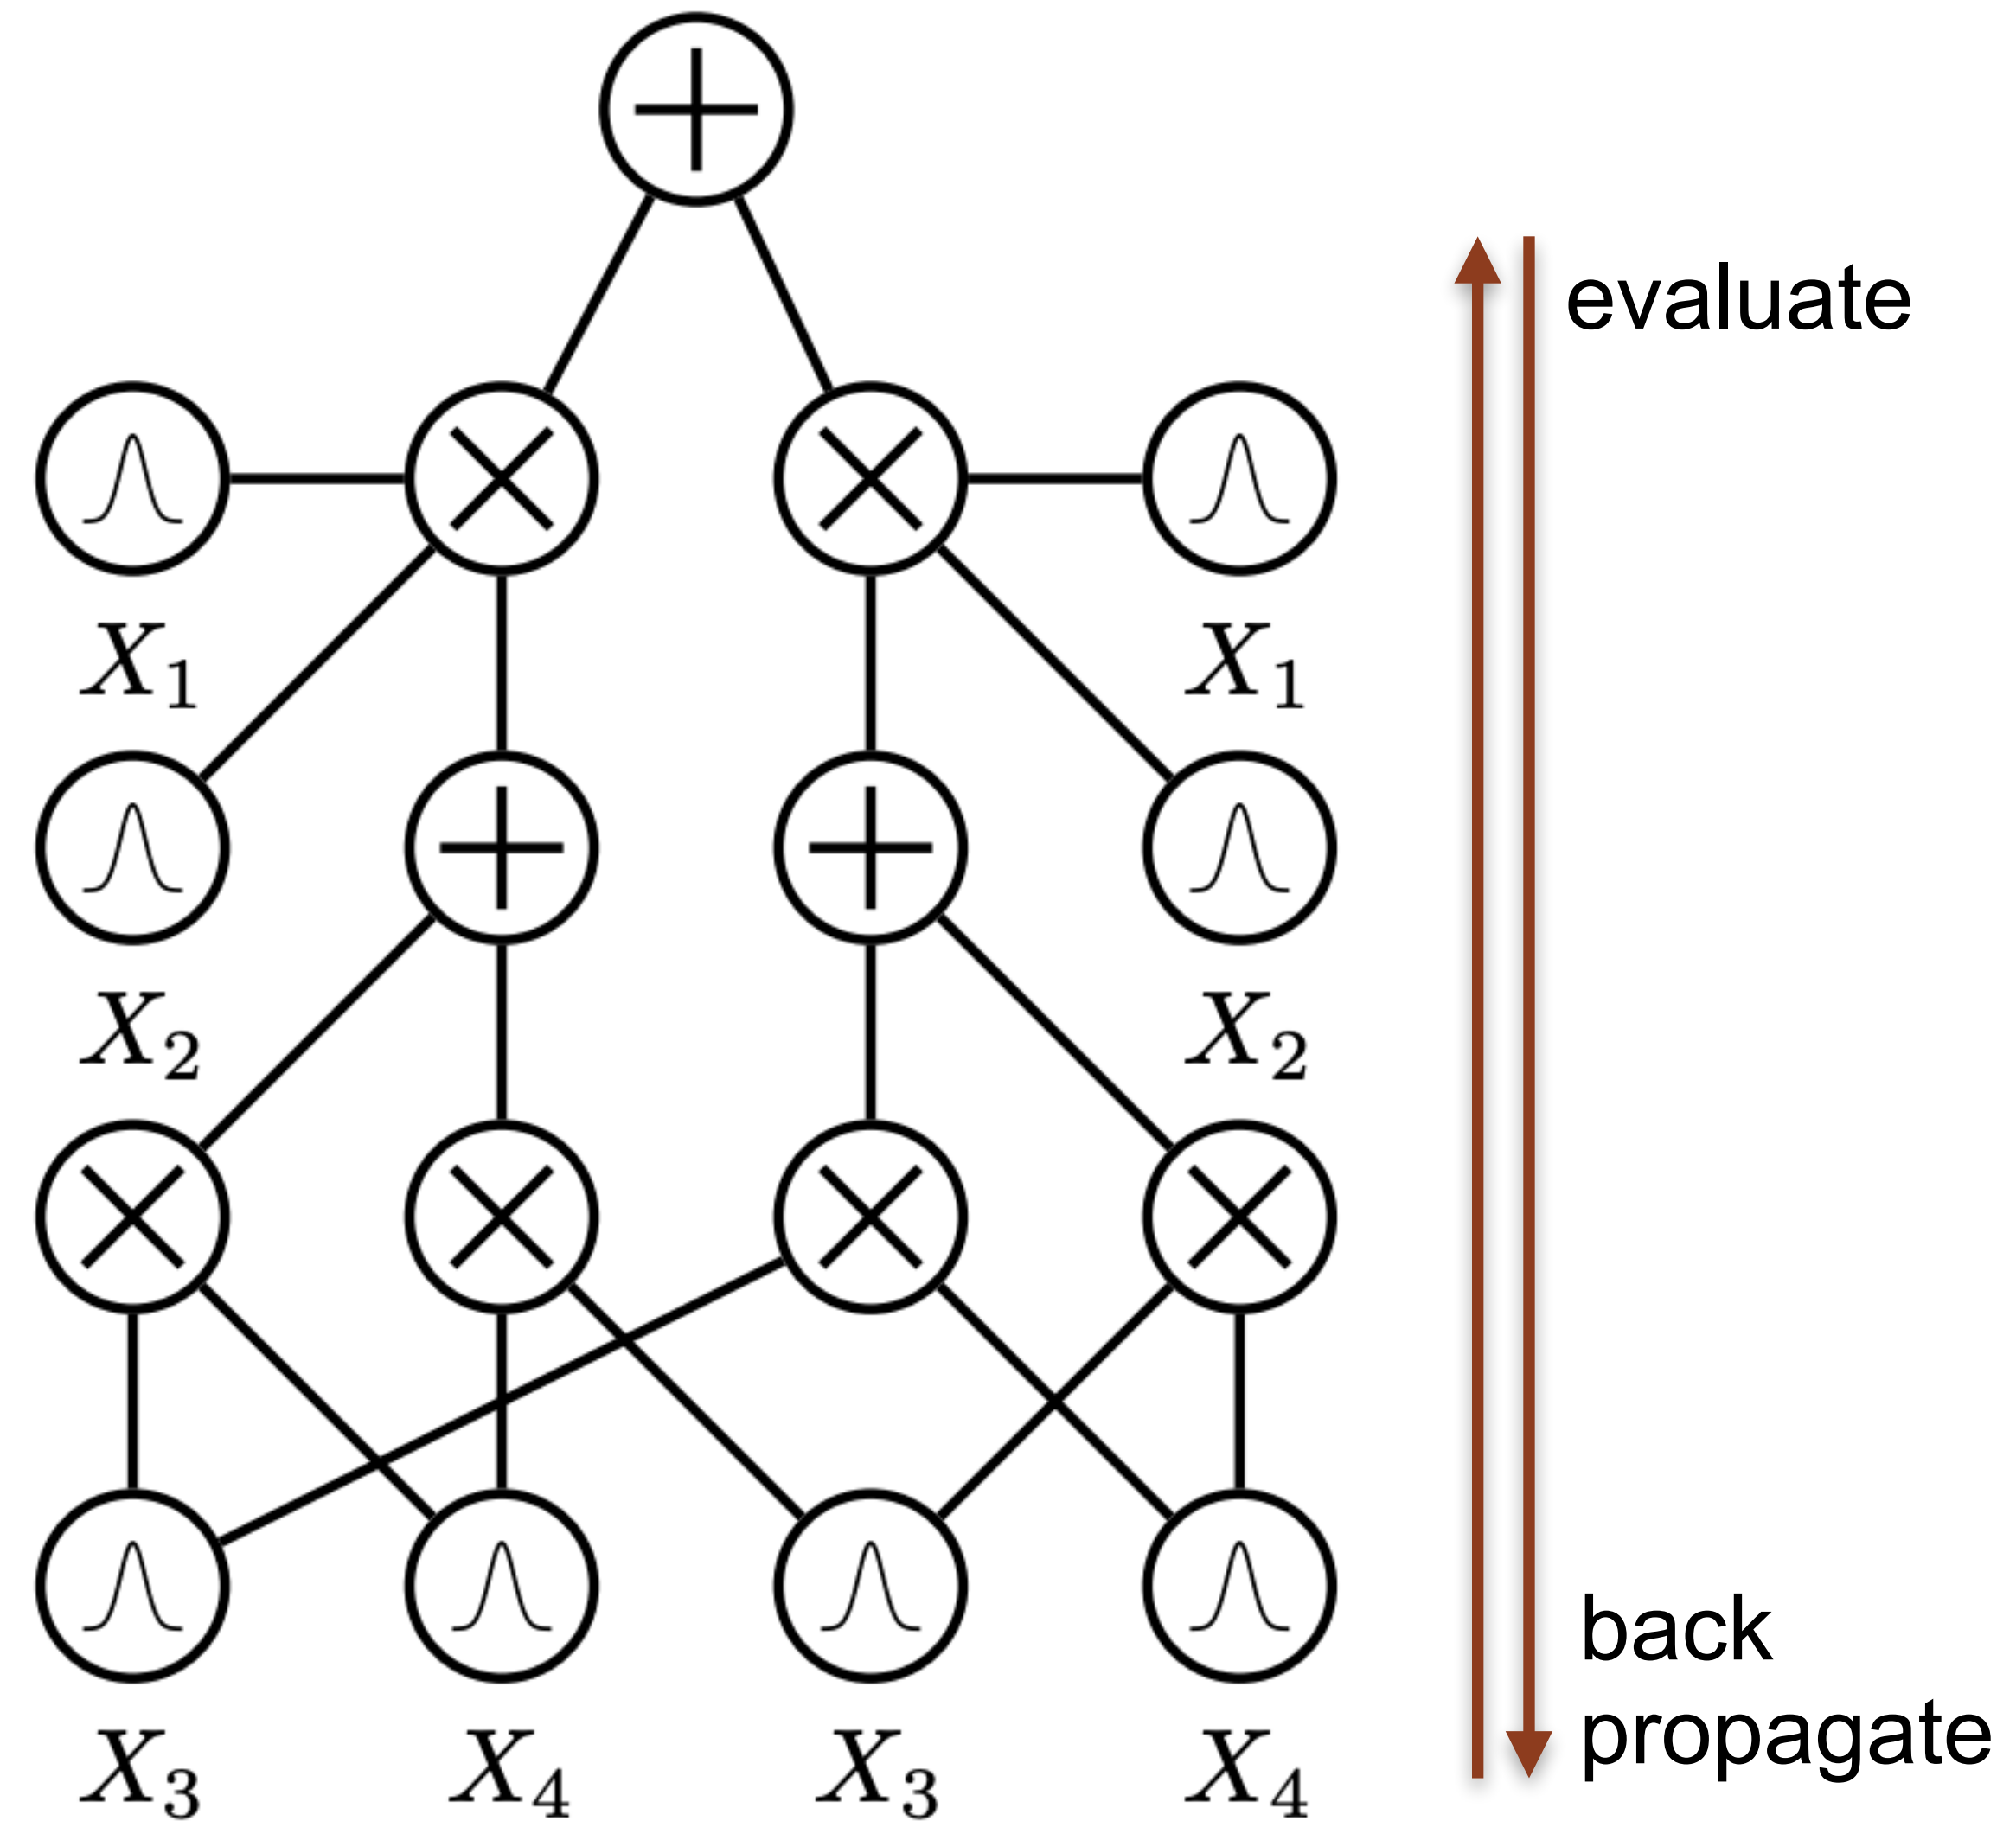 evaluate
X₁ X₁
X₂ X₂
back
propagate
X₃ X₄ X₃ X₄